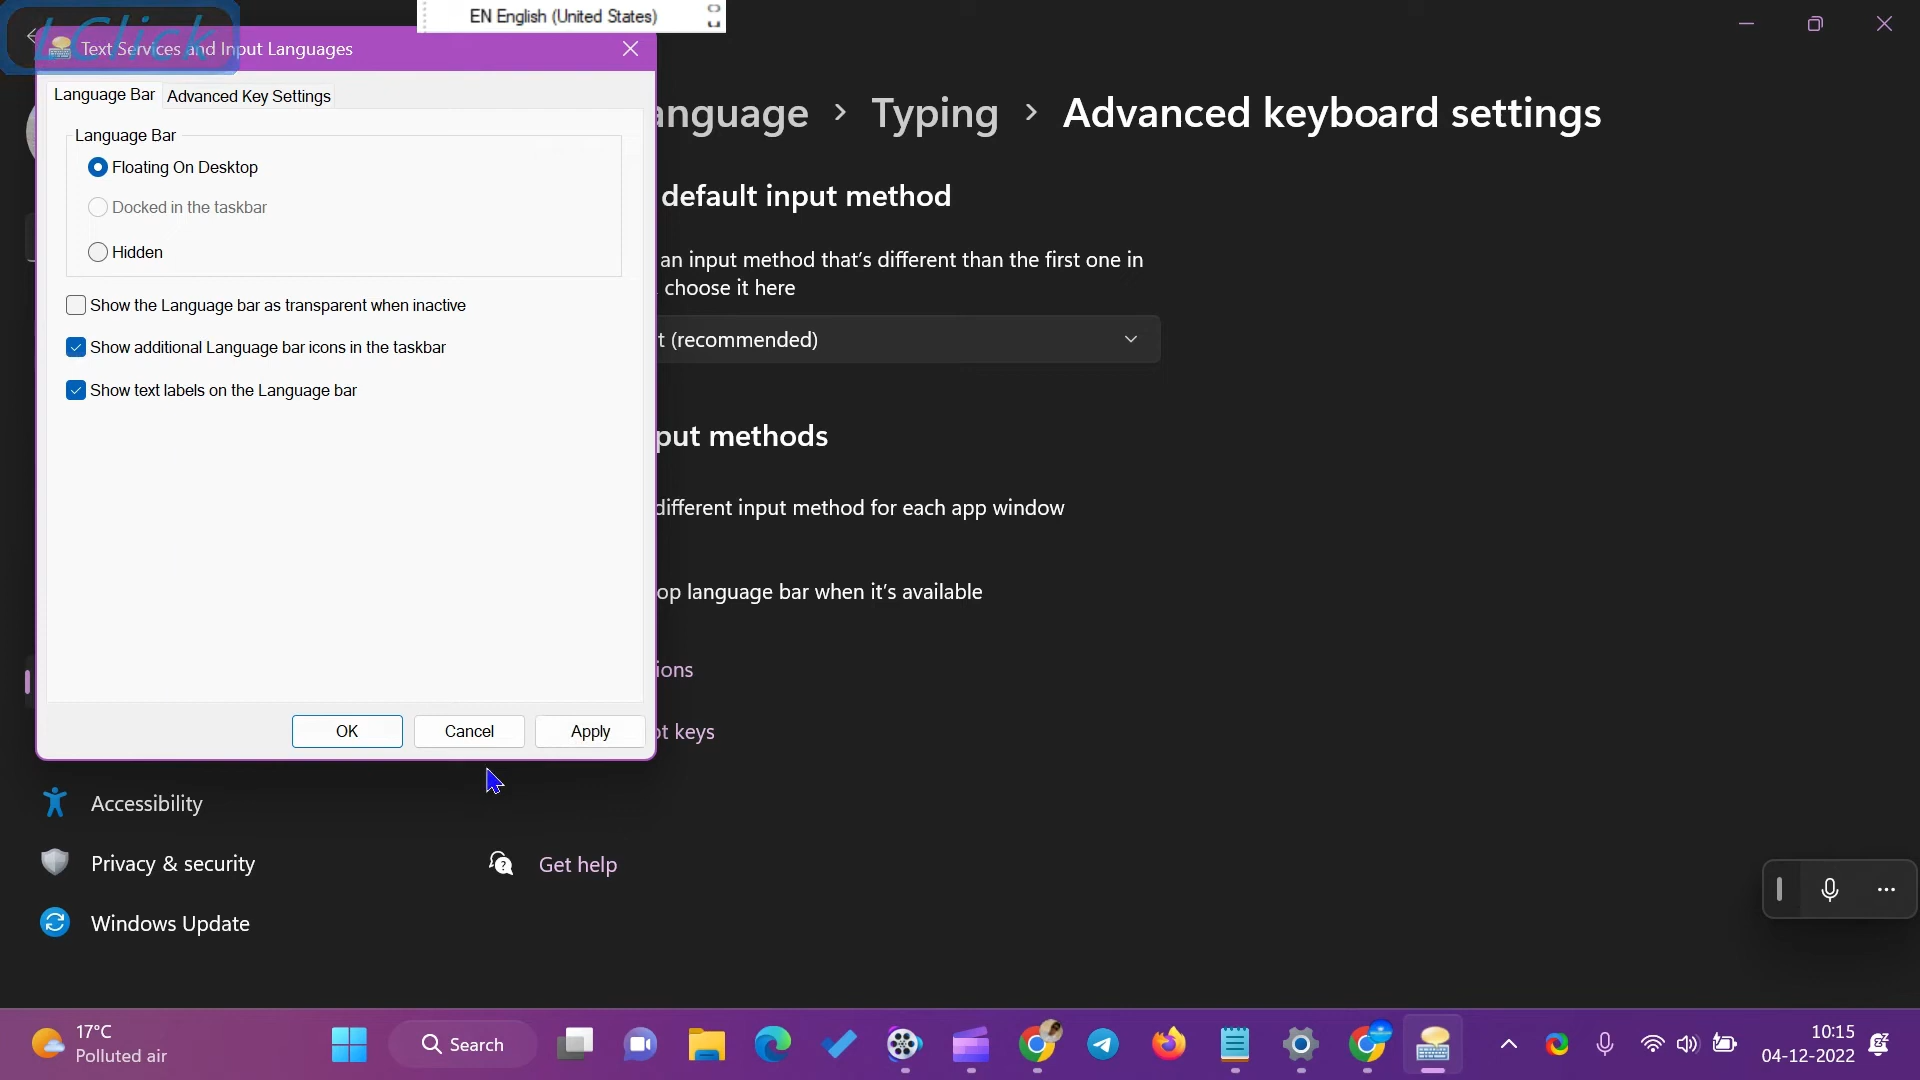 LClick
EN English (United States)
Text Services and Input Languages
Language Bar
Advanced Key Settings
anguage > Typing > Advanced keyboard settings
Language Bar
Floating On Desktop
Docked in the taskbar
Hidden
Show the Language bar as transparent when inactive
Show additional Language bar icons in the taskbar
Show text labels on the Language bar
OK
Cancel
Apply
default input method
an input method that's different than the first one in
choose it here
t (recommended)
put methods
different input method for each app window
op language bar when it's available
ions
ot keys
Accessibility
Privacy & security
Windows Update
Get help
17°C
Polluted air
Search
10:15
04-12-2022